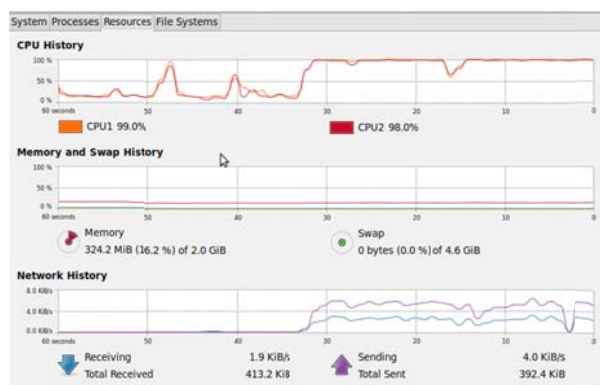 System Processes Resources File Systems
CPU History
100 %
50 %
0 %
60 seconds 50 40 30 20 10 0
CPU1 99.0% CPU2 98.0%
Memory and Swap History
100 %
50 %
0 %
60 seconds 50 40 30 20 10 0
Memory Swap
324.2 MiB (16.2 %) of 2.0 GiB 0 bytes (0.0 %) of 4.6 GiB
Network History
8.0 KiB/s
4.0 KiB/s
0.0 KiB/s
60 seconds 50 40 30 20 10 0
Receiving 1.9 KiB/s Sending 4.0 KiB/s
Total Received 413.2 KiB Total Sent 392.4 KiB